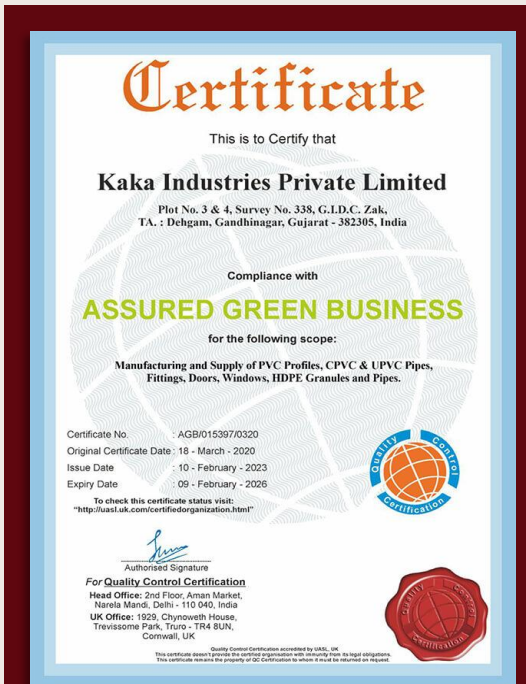 Certificate
This is to Certify that
Kaka Industries Private Limited
Plot No. 3 & 4, Survey No. 338, G.I.D.C. Zak,
TA. : Dehgam, Gandhinagar, Gujarat - 382305, India
Compliance with
ASSURED GREEN BUSINESS
for the following scope:
Manufacturing and Supply of PVC Profiles, CPVC & UPVC Pipes,
Fittings, Doors, Windows, HDPE Granules and Pipes.
Certificate No. : AGB/015397/0320
Original Certificate Date : 18 - March - 2020
Issue Date : 10 - February - 2023
Expiry Date : 09 - February - 2026
To check this certificate status visit:
"http://uasl.uk.com/certifiedorganization.html"
Quality Control Certification
Authorised Signature
For Quality Control Certification
Head Office: 2nd Floor, Aman Market,
Narela Mandi, Delhi - 110 040, India
UK Office: 1929, Chynoweth House,
Trevissome Park, Truro - TR4 8UN,
Cornwall, UK
Quality Control Certification
Quality Control Certification accredited by UASL, UK
This certificate doesn't provide the certified organisation with immunity from its legal obligations.
This certificate remains the property of QC Certification to whom it must be returned on request.